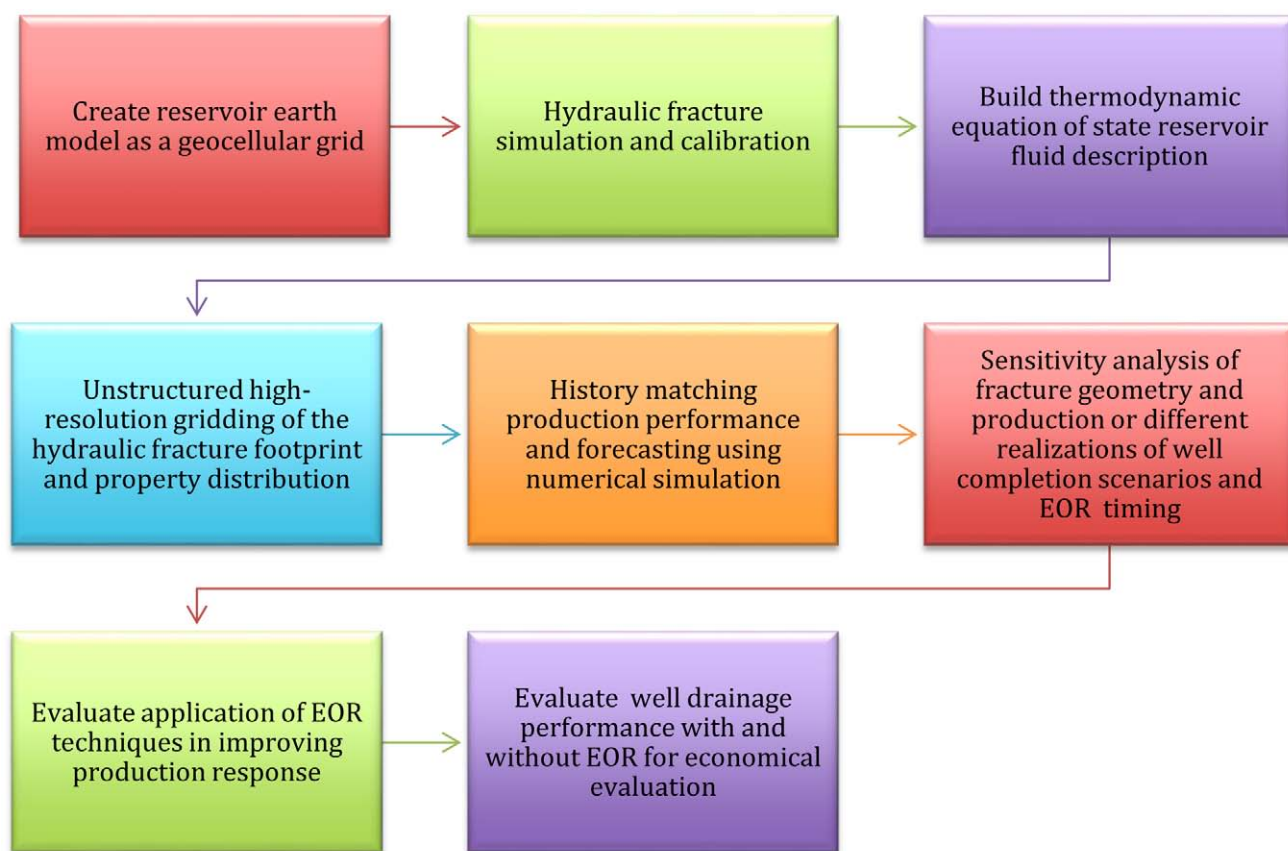 Create reservoir earth
model as a geocellular grid
Hydraulic fracture
simulation and calibration
Build thermodynamic
equation of state reservoir
fluid description
Unstructured high-
resolution gridding of the
hydraulic fracture footprint
and property distribution
History matching
production performance
and forecasting using
numerical simulation
Sensitivity analysis of
fracture geometry and
production or different
realizations of well
completion scenarios and
EOR timing
Evaluate application of EOR
techniques in improving
production response
Evaluate well drainage
performance with and
without EOR for economical
evaluation